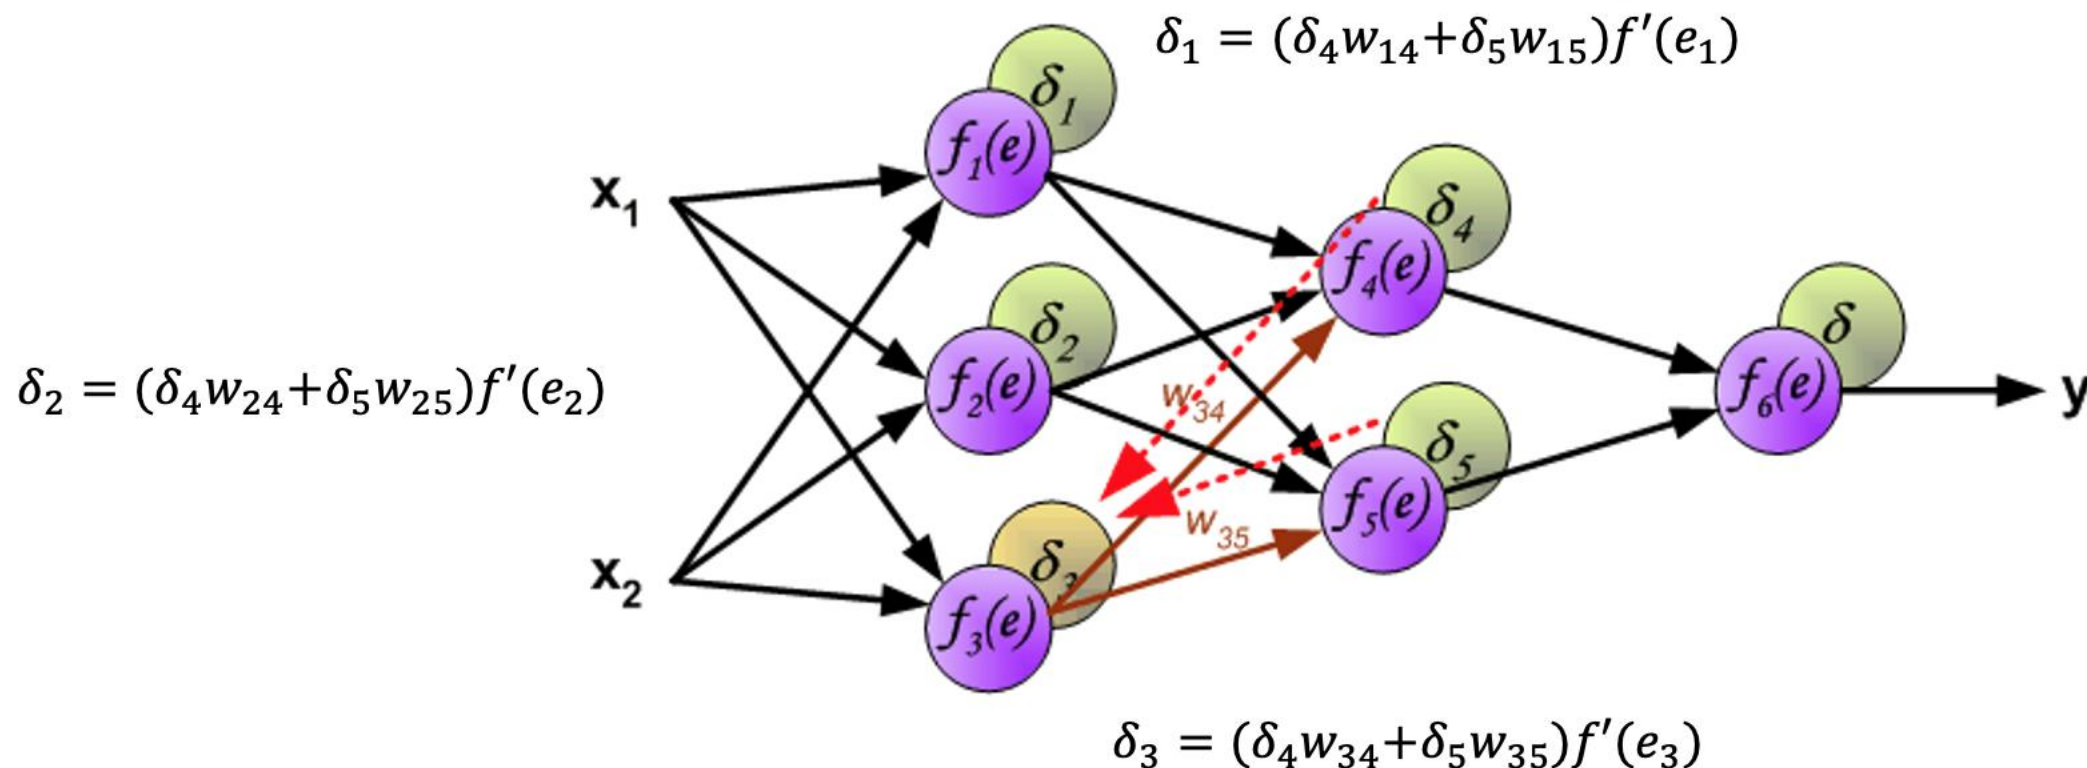 δ₁ = (δ₄w₁₄+δ₅w₁₅)f′(e₁)
δ₁
f₁(e)
x₁
δ₄
f₄(e)
δ₂
f₂(e)
δ
f₆(e)
y
δ₂ = (δ₄w₂₄+δ₅w₂₅)f′(e₂)
w₃₄
δ₅
f₅(e)
w₃₅
δ₃
x₂
f₃(e)
δ₃ = (δ₄w₃₄+δ₅w₃₅)f′(e₃)